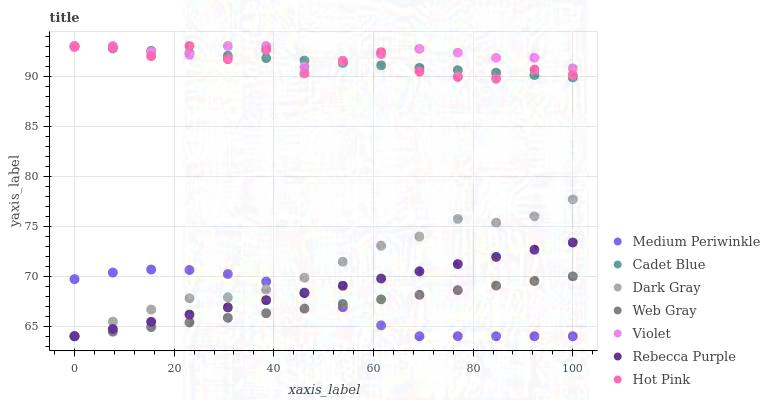 title
yaxis_label
90
85
80
75
70
65
0 20 40 60 80 100
xaxis_label
Medium Periwinkle
Cadet Blue
Dark Gray
Web Gray
Violet
Rebecca Purple
Hot Pink